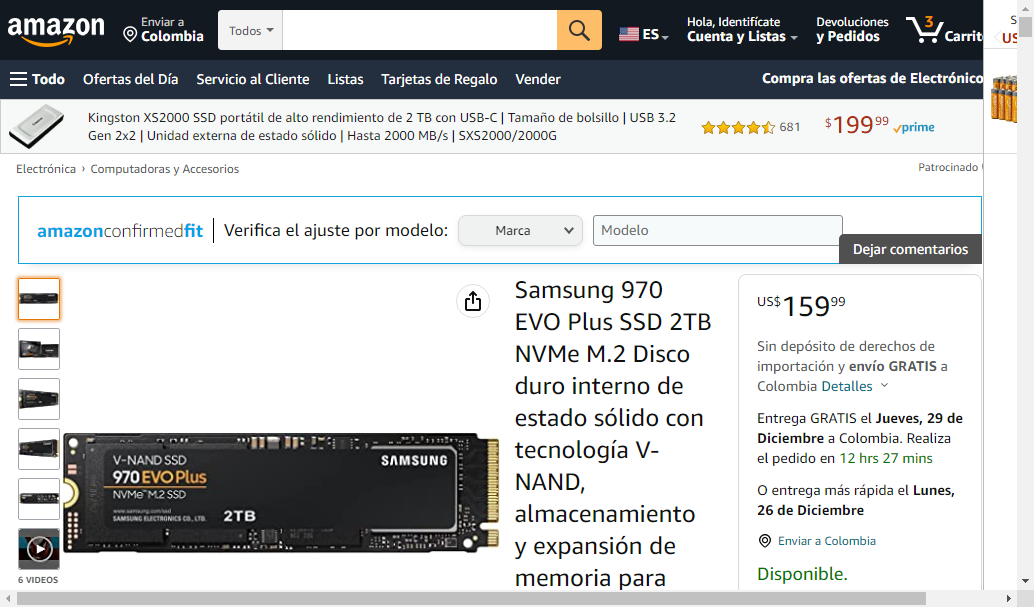 amazon
Enviar a
Colombia
Todos
ES
Hola, Identifícate
Cuenta y Listas
Devoluciones
y Pedidos
3
Carrit
S
US
Todo
Ofertas del Día
Servicio al Cliente
Listas
Tarjetas de Regalo
Vender
Compra las ofertas de Electrónico
Kingston XS2000 SSD portátil de alto rendimiento de 2 TB con USB-C | Tamaño de bolsillo | USB 3.2
Gen 2x2 | Unidad externa de estado sólido | Hasta 2000 MB/s | SXS2000/2000G
681
$199 99
prime
Electrónica › Computadoras y Accesorios
Patrocinado
amazonconfirmedfit
Verifica el ajuste por modelo:
Marca
Modelo
Dejar comentarios
Samsung 970
EVO Plus SSD 2TB
NVMe M.2 Disco
duro interno de
estado sólido con
tecnología V-
NAND,
almacenamiento
y expansión de
memoria para
V-NAND SSD
970 EVO Plus
NVMe™ M.2 SSD
www.samsung.com/ssd
SAMSUNG ELECTRONICS CO., LTD.
SAMSUNG
2TB
6 VIDEOS
US$159 99
Sin depósito de derechos de
importación y envío GRATIS a
Colombia Detalles
Entrega GRATIS el Jueves, 29 de
Diciembre a Colombia. Realiza
el pedido en 12 hrs 27 mins
O entrega más rápida el Lunes,
26 de Diciembre
Enviar a Colombia
Disponible.